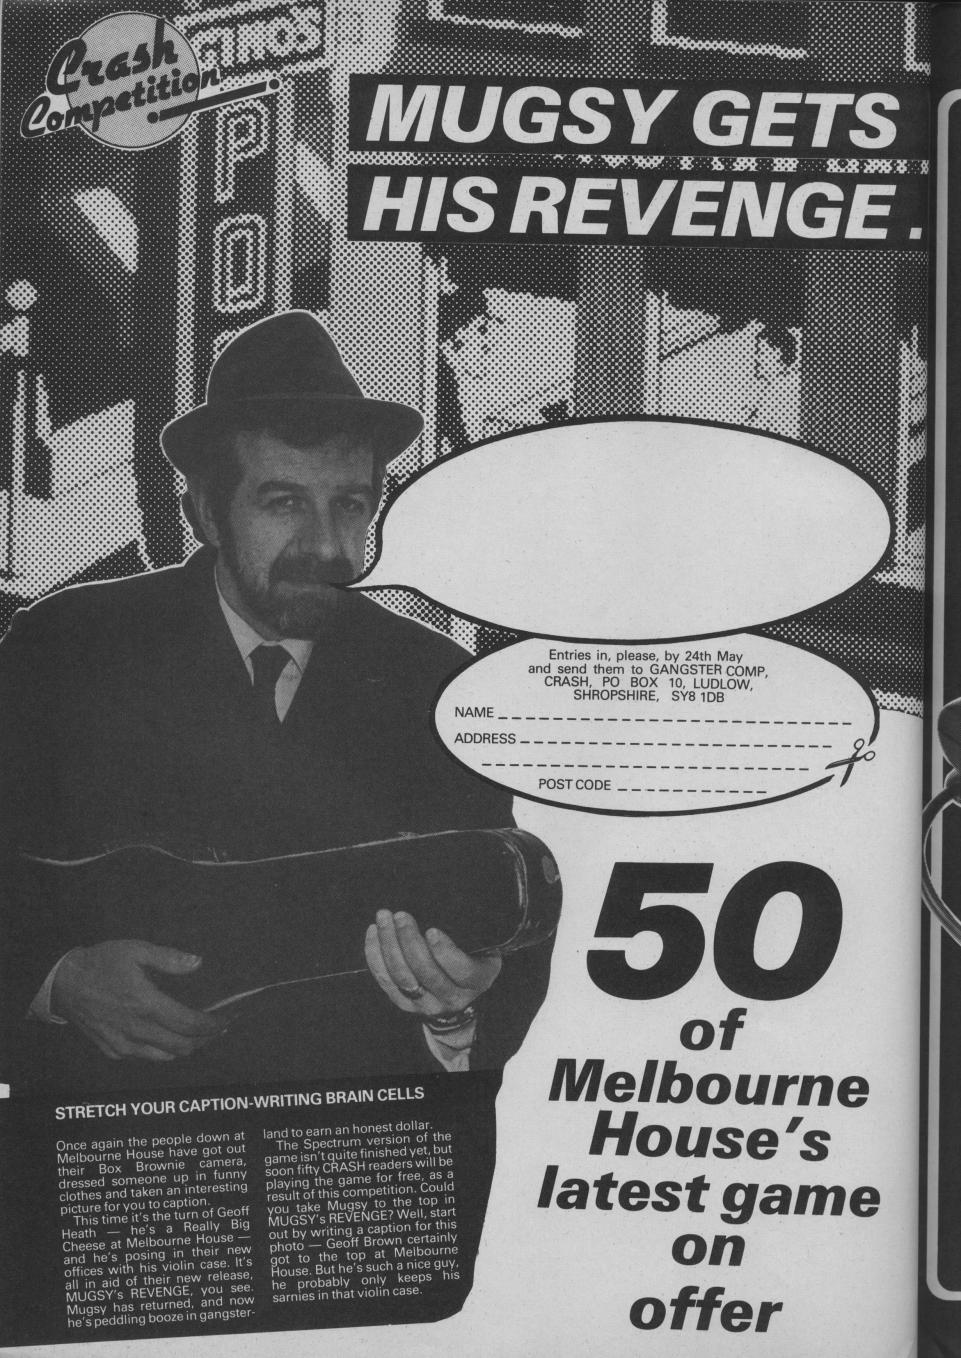 Crash
Competition
GINOS
P
O
MUGSY GETS
HIS REVENGE .
Entries in, please, by 24th May
and send them to GANGSTER COMP,
CRASH, PO BOX 10, LUDLOW,
SHROPSHIRE, SY8 1DB
NAME
ADDRESS
POST CODE
50
of
Melbourne
House's
latest game
on
offer
STRETCH YOUR CAPTION-WRITING BRAIN CELLS
Once again the people down at
Melbourne House have got out
their Box Brownie camera,
dressed someone up in funny
clothes and taken an interesting
picture for you to caption.
This time it's the turn of Geoff
Heath — he's a Really Big
Cheese at Melbourne House —
and he's posing in their new
offices with his violin case. It's
all in aid of their new release,
MUGSY's REVENGE, you see.
Mugsy has returned, and now
he's peddling booze in gangster-
land to earn an honest dollar.
The Spectrum version of the
game isn't quite finished yet, but
soon fifty CRASH readers will be
playing the game for free, as a
result of this competition. Could
you take Mugsy to the top in
MUGSY's REVENGE? Well, start
out by writing a caption for this
photo — Geoff Brown certainly
got to the top at Melbourne
House. But he's such a nice guy,
he probably only keeps his
sarnies in that violin case.